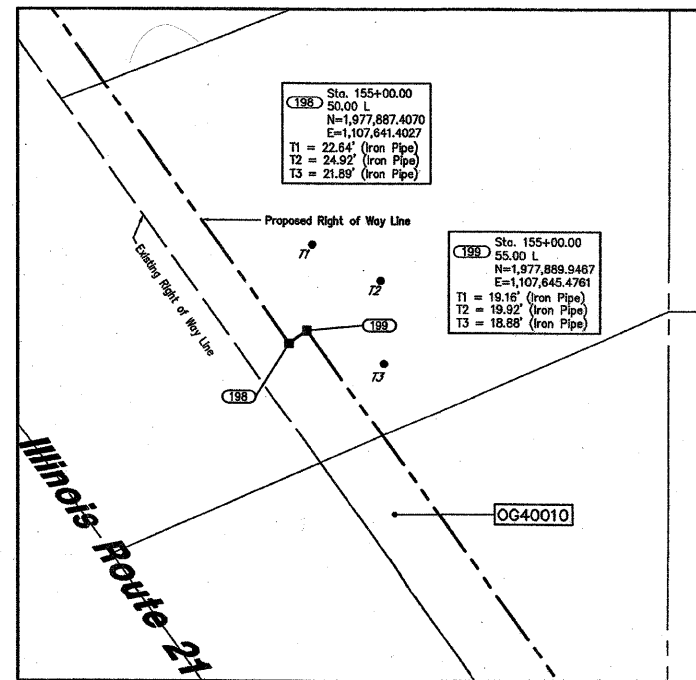 198 Sta. 155+00.00
50.00 L
N=1,977,887.4070
E=1,107,641.4027
T1 = 22.64' (Iron Pipe)
T2 = 24.92' (Iron Pipe)
T3 = 21.89' (Iron Pipe)
Proposed Right of Way Line
T1
199 Sta. 155+00.00
55.00 L
N=1,977,889.9467
E=1,107,645.4761
T1 = 19.16' (Iron Pipe)
T2 = 19.92' (Iron Pipe)
T3 = 18.88' (Iron Pipe)
Existing Right of Way Line
T2
199
T3
198
OG40010
Illinois Route 21